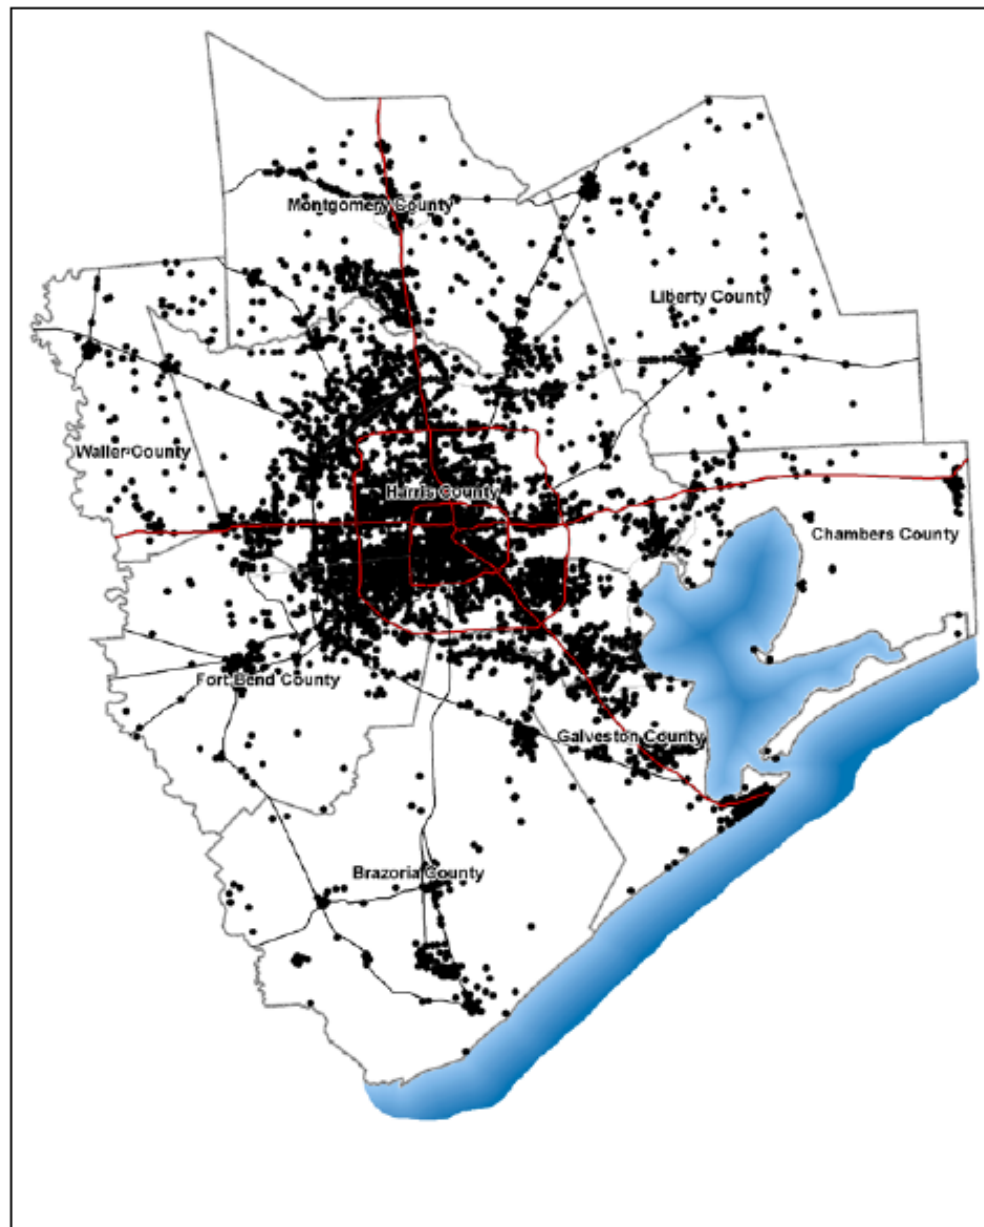 Montgomery County
Liberty County
Waller County
Harris County
Chambers County
Fort Bend County
Galveston County
Brazoria County